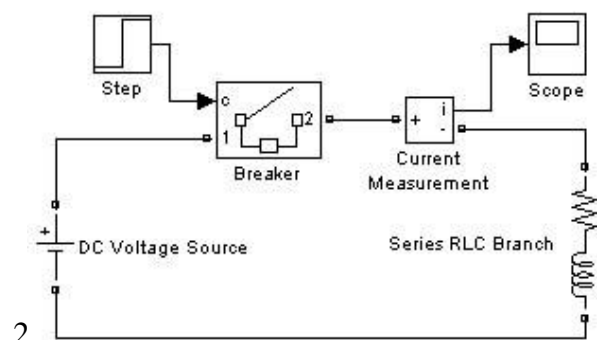 Step
Scope
c
1
2
Breaker
+
i
-
Current
Measurement
+
DC Voltage Source
Series RLC Branch
2